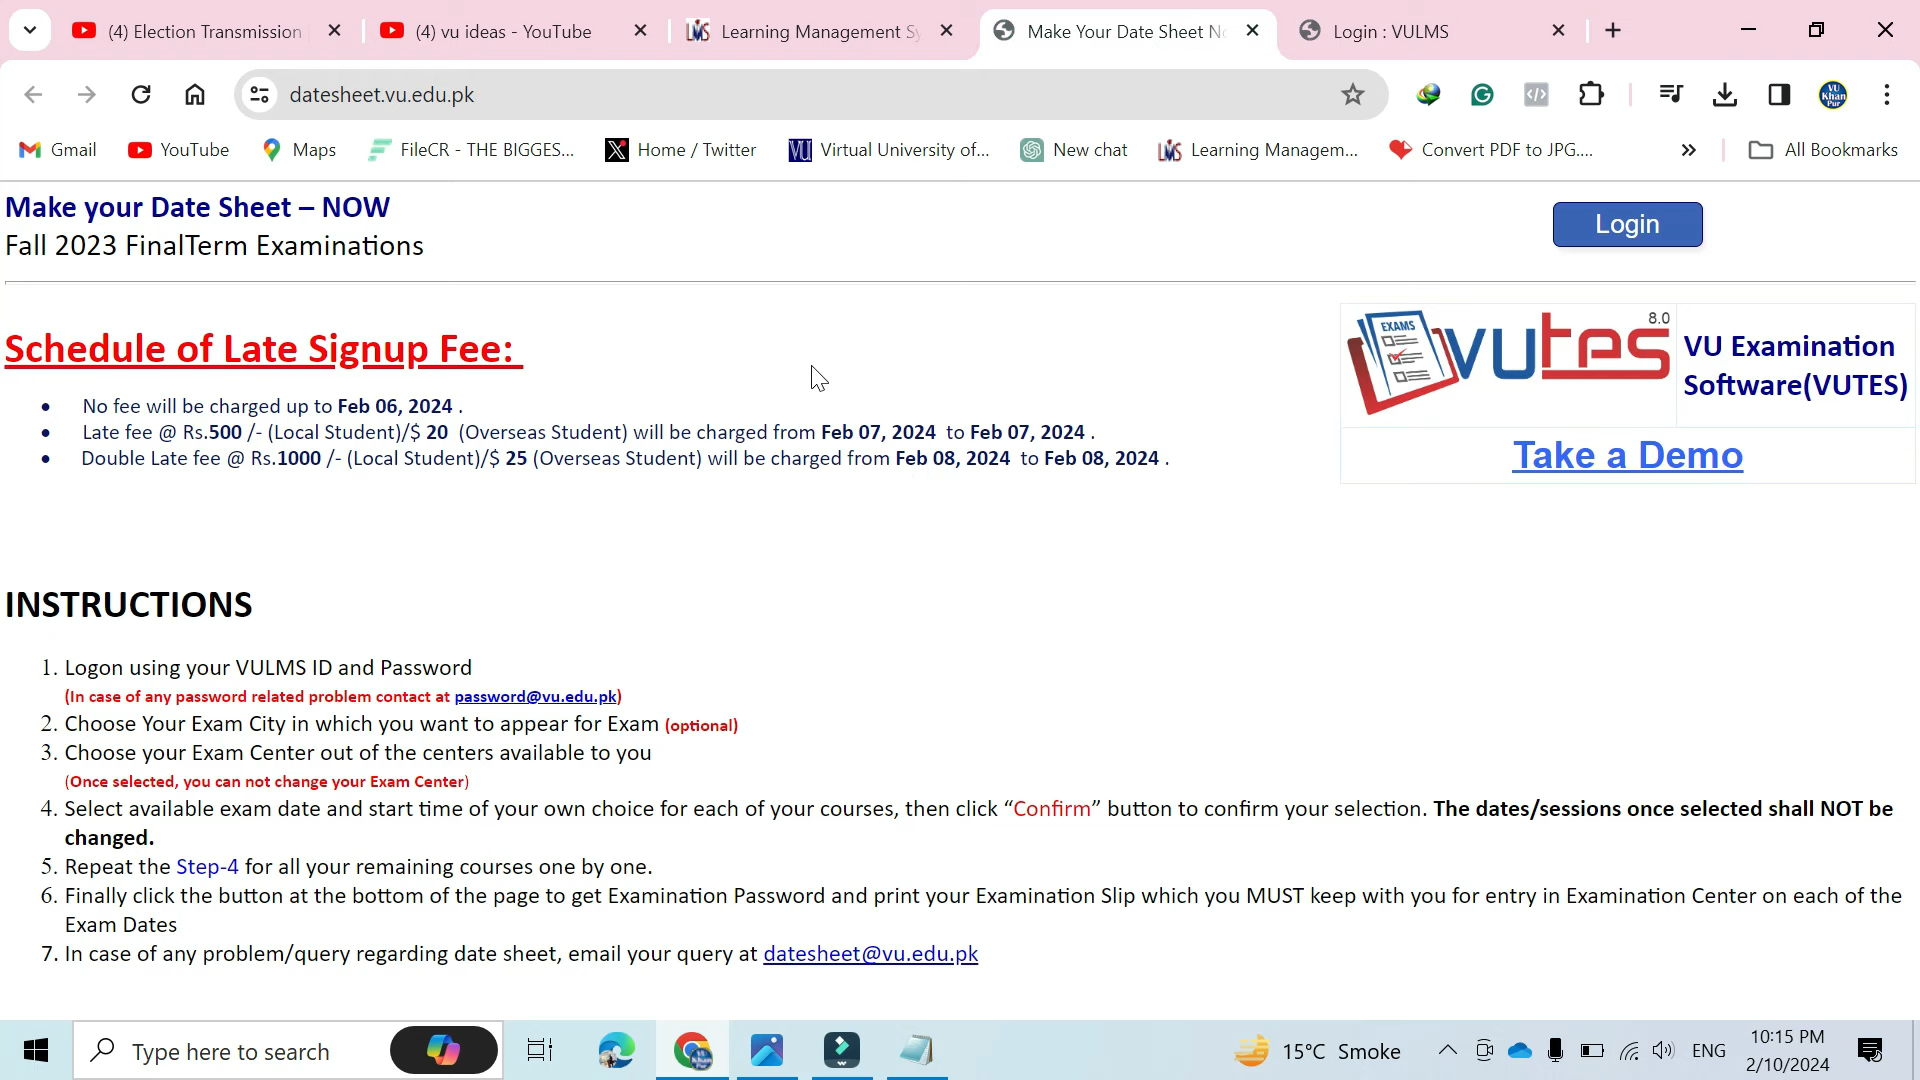 (4) Election Transmission
(4) vu ideas - YouTube
Learning Management Sy
Make Your Date Sheet No
Login : VULMS
datesheet.vu.edu.pk
Gmail
YouTube
Maps
FileCR - THE BIGGES...
Home / Twitter
Virtual University of...
New chat
Learning Managem...
Convert PDF to JPG....
All Bookmarks
Make your Date Sheet – NOW
Login
Fall 2023 FinalTerm Examinations
Schedule of Late Signup Fee:
EXAMS
vutes
8.0
VU Examination
Software(VUTES)
Take a Demo
• No fee will be charged up to Feb 06, 2024 .
• Late fee @ Rs.500 /- (Local Student)/$ 20 (Overseas Student) will be charged from Feb 07, 2024 to Feb 07, 2024 .
• Double Late fee @ Rs.1000 /- (Local Student)/$ 25 (Overseas Student) will be charged from Feb 08, 2024 to Feb 08, 2024 .
INSTRUCTIONS
1. Logon using your VULMS ID and Password
(In case of any password related problem contact at password@vu.edu.pk)
2. Choose Your Exam City in which you want to appear for Exam (optional)
3. Choose your Exam Center out of the centers available to you
(Once selected, you can not change your Exam Center)
4. Select available exam date and start time of your own choice for each of your courses, then click “Confirm” button to confirm your selection. The dates/sessions once selected shall NOT be
changed.
5. Repeat the Step-4 for all your remaining courses one by one.
6. Finally click the button at the bottom of the page to get Examination Password and print your Examination Slip which you MUST keep with you for entry in Examination Center on each of the
Exam Dates
7. In case of any problem/query regarding date sheet, email your query at datesheet@vu.edu.pk
Type here to search
15°C Smoke
ENG
10:15 PM
2/10/2024